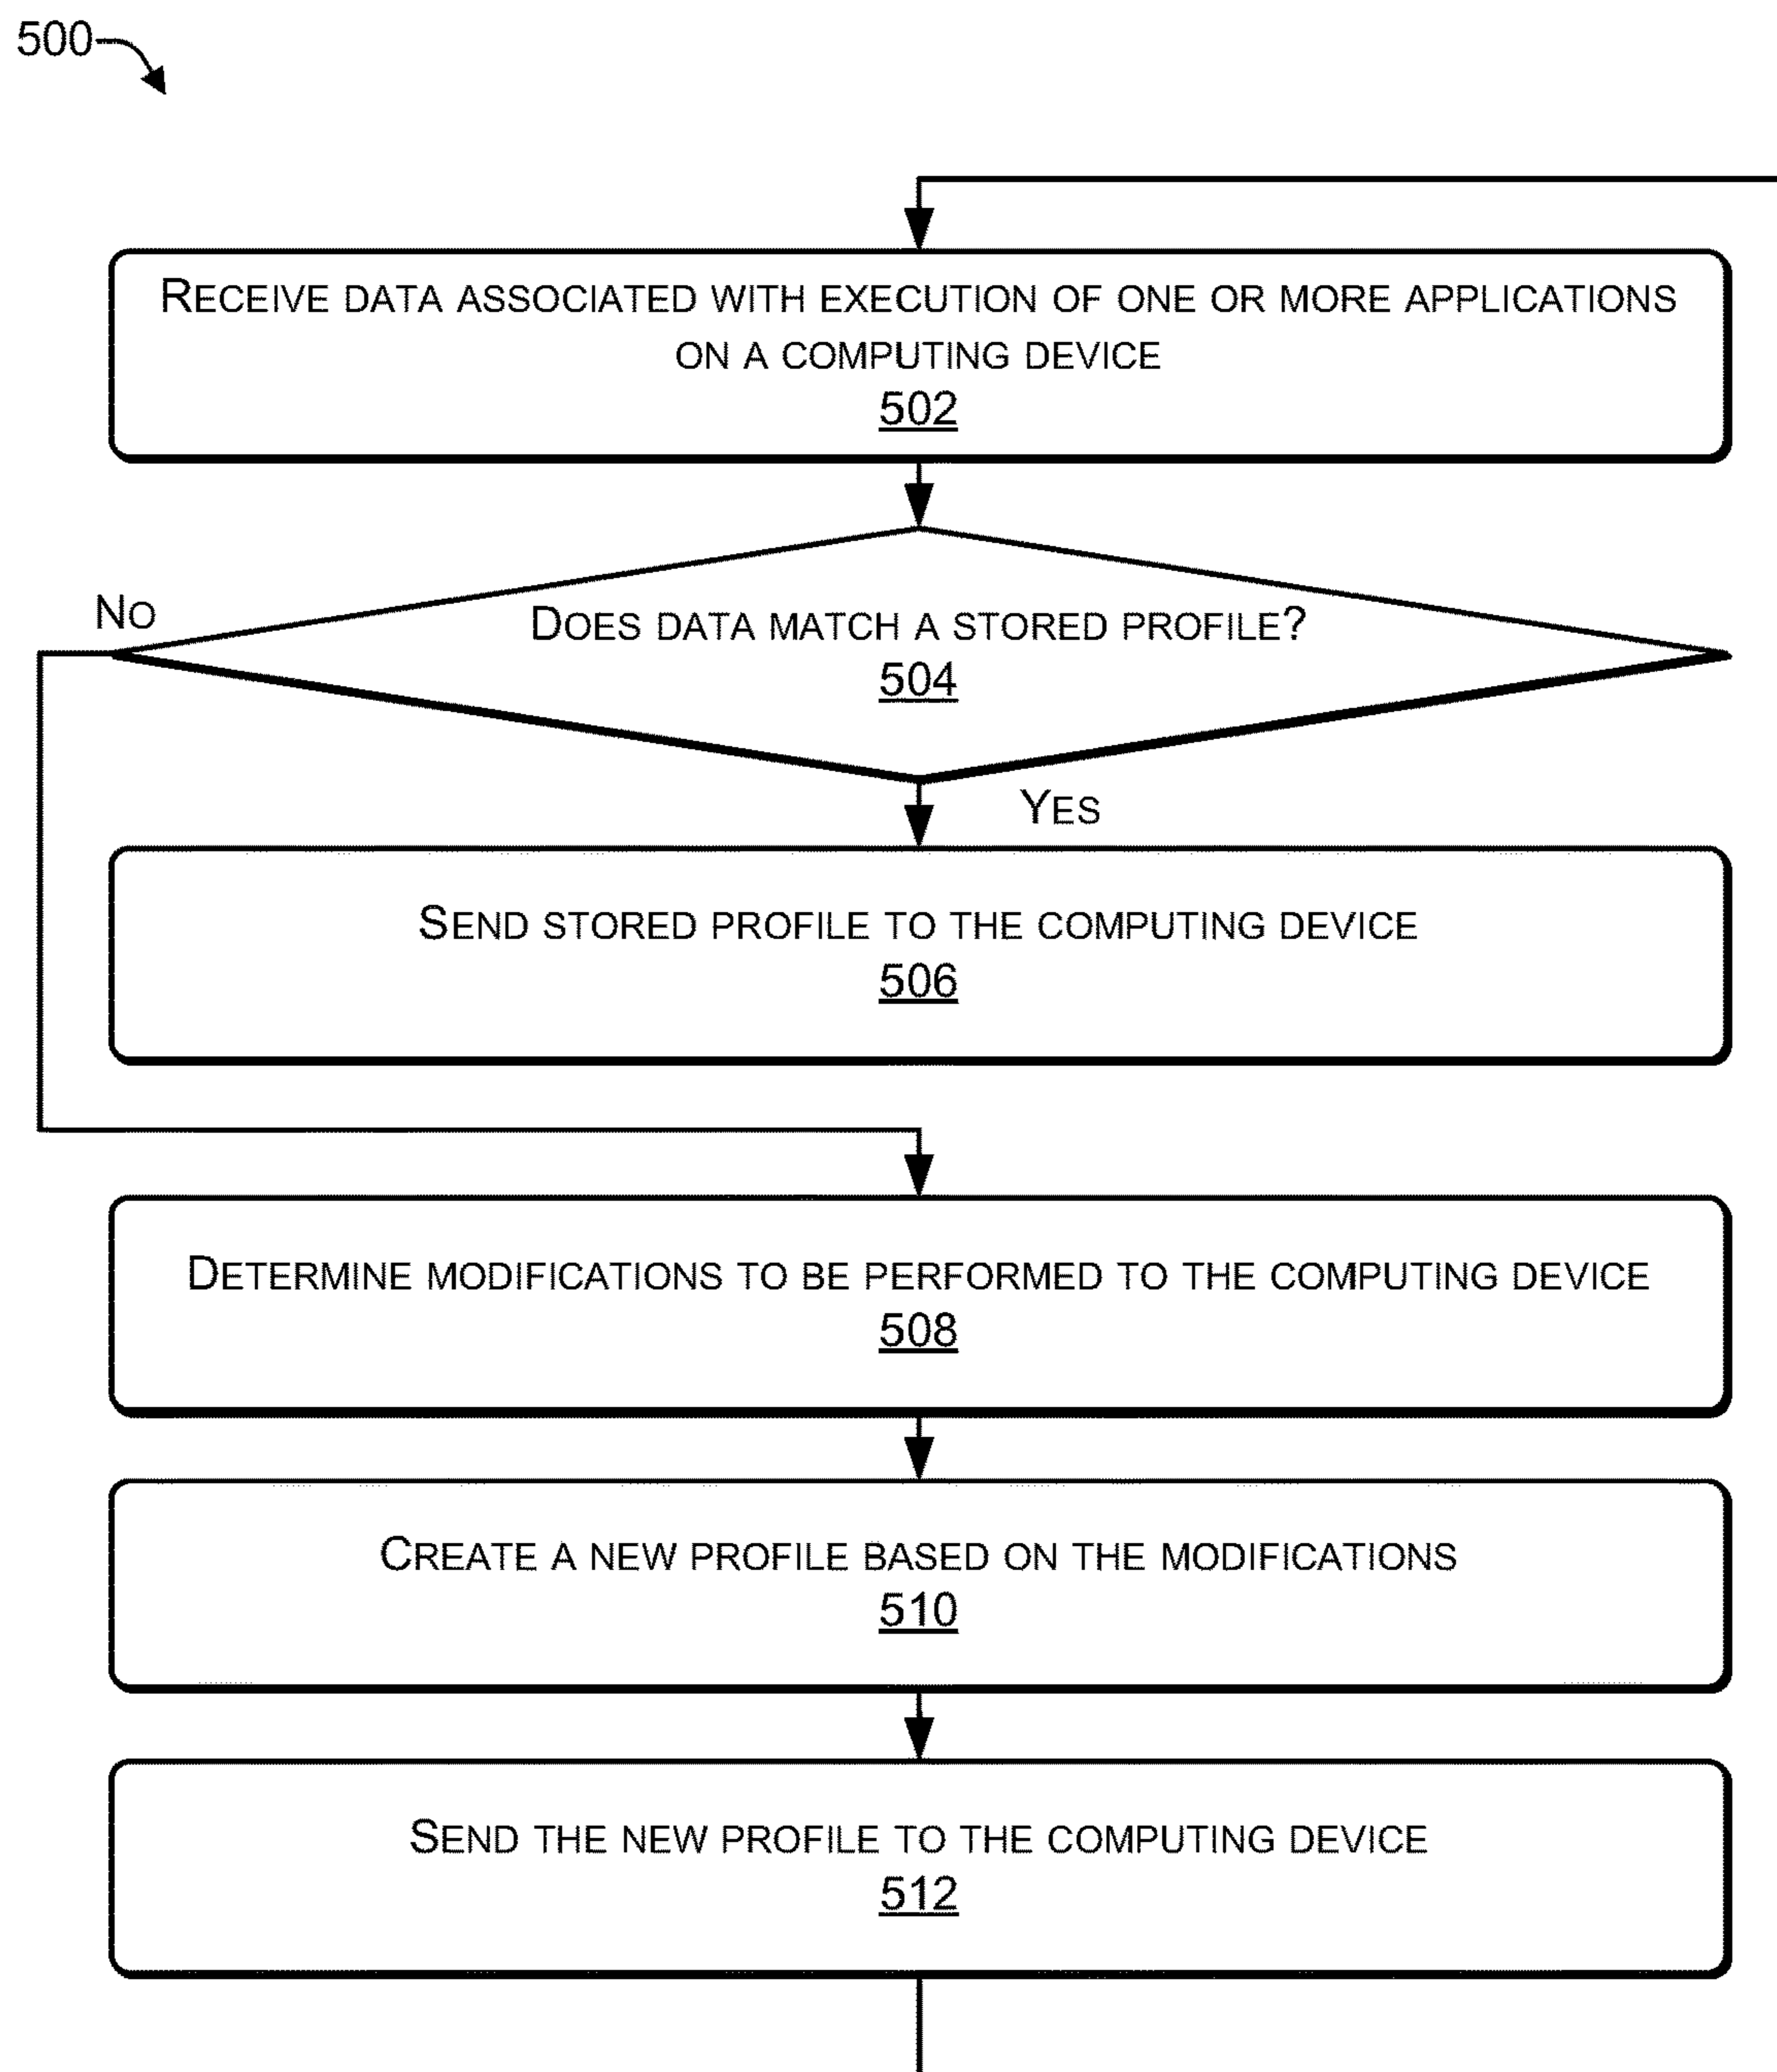 500
RECEIVE DATA ASSOCIATED WITH EXECUTION OF ONE OR MORE APPLICATIONS
ON A COMPUTING DEVICE
502
NO
DOES DATA MATCH A STORED PROFILE?
504
YES
SEND STORED PROFILE TO THE COMPUTING DEVICE
506
DETERMINE MODIFICATIONS TO BE PERFORMED TO THE COMPUTING DEVICE
508
CREATE A NEW PROFILE BASED ON THE MODIFICATIONS
510
SEND THE NEW PROFILE TO THE COMPUTING DEVICE
512